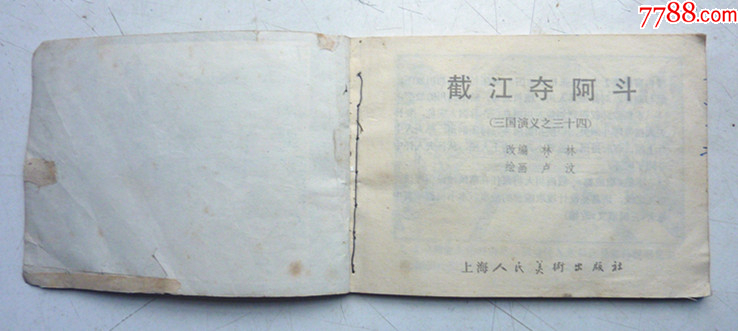 7788.com
截江夺阿斗
(三国演义之三十四)
改编 林林
绘画 卢汶
上海人民美術出版社